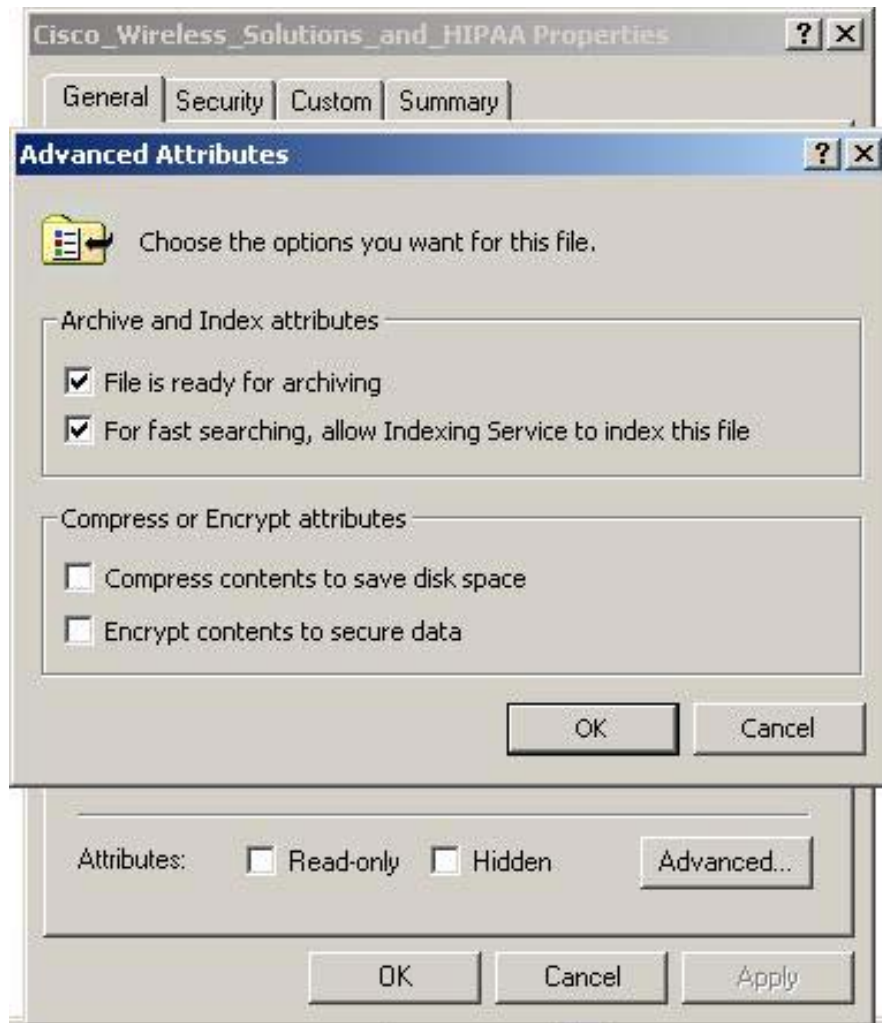 Cisco_Wireless_Solutions_and_HIPAA Properties
General Security Custom Summary
Advanced Attributes
Choose the options you want for this file.
Archive and Index attributes
File is ready for archiving
For fast searching, allow Indexing Service to index this file
Compress or Encrypt attributes
Compress contents to save disk space
Encrypt contents to secure data
OK Cancel
Attributes: Read-only Hidden Advanced...
OK Cancel Apply